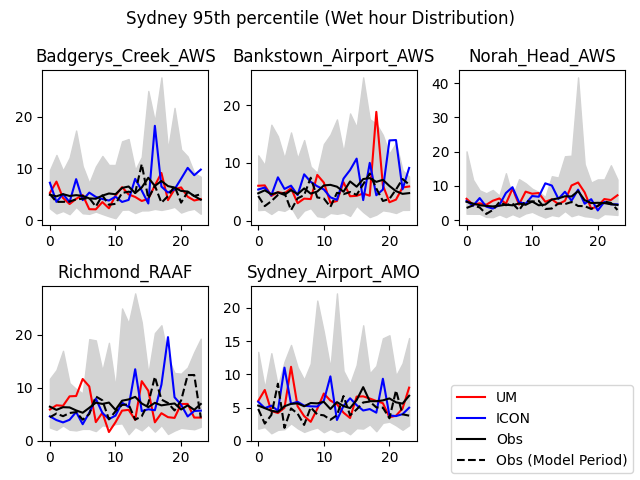 Sydney 95th percentile (Wet hour Distribution)
Badgerys_Creek_AWS
Bankstown_Airport_AWS
Norah_Head_AWS
20
10
0
0 10 20
20
10
0
0 10 20
40
30
20
10
0
0 10 20
Richmond_RAAF
Sydney_Airport_AMO
30
20
10
0
0 10 20
20
15
10
5
0
0 10 20
UM
ICON
Obs
Obs (Model Period)